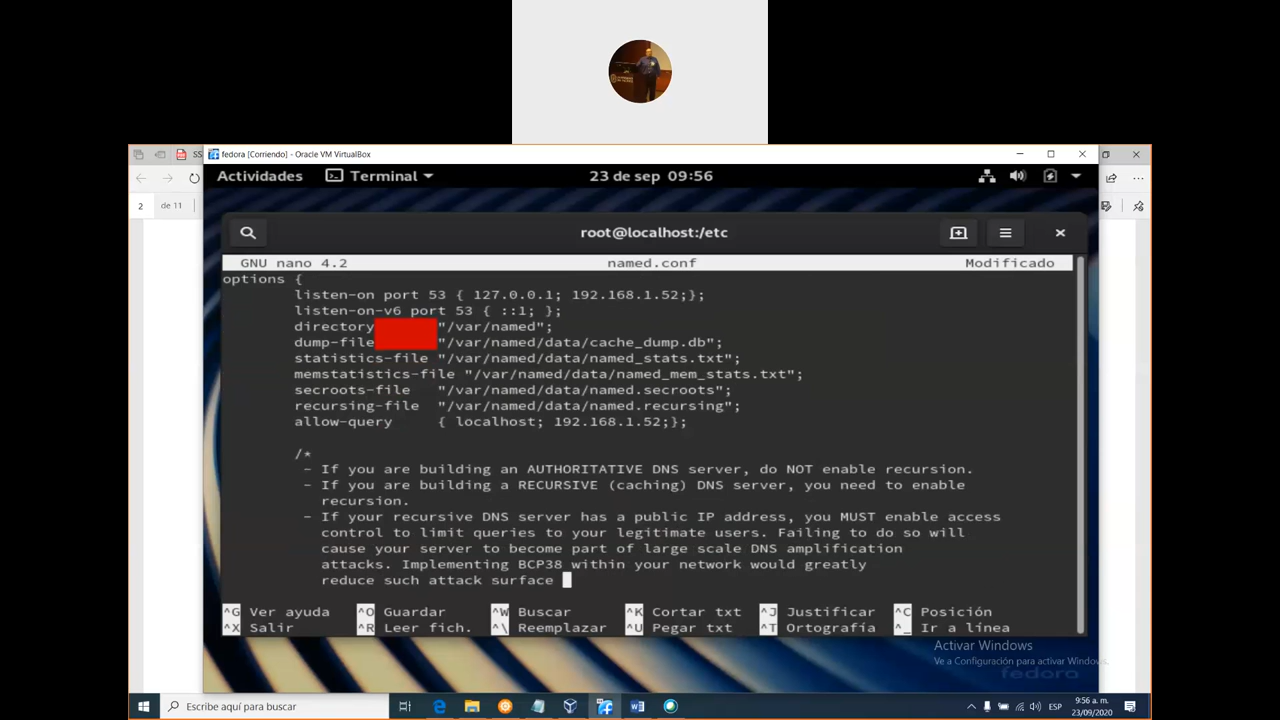 SS
fedora [Corriendo] - Oracle VM VirtualBox
Actividades Terminal 23 de sep 09:56
2 de 11
root@localhost:/etc
GNU nano 4.2 named.conf Modificado
options {
listen-on port 53 { 127.0.0.1; 192.168.1.52;};
listen-on-v6 port 53 { ::1; };
directory "/var/named";
dump-file "/var/named/data/cache_dump.db";
statistics-file "/var/named/data/named_stats.txt";
memstatistics-file "/var/named/data/named_mem_stats.txt";
secroots-file "/var/named/data/named.secroots";
recursing-file "/var/named/data/named.recursing";
allow-query { localhost; 192.168.1.52;};
/*
- If you are building an AUTHORITATIVE DNS server, do NOT enable recursion.
- If you are building a RECURSIVE (caching) DNS server, you need to enable
recursion.
- If your recursive DNS server has a public IP address, you MUST enable access
control to limit queries to your legitimate users. Failing to do so will
cause your server to become part of large scale DNS amplification
attacks. Implementing BCP38 within your network would greatly
reduce such attack surface
^G Ver ayuda ^O Guardar ^W Buscar ^K Cortar txt ^J Justificar ^C Posición
^X Salir ^R Leer fich. ^\ Reemplazar ^U Pegar txt ^T Ortografía ^_ Ir a línea
Activar Windows
Ve a Configuración para activar Windows.
fedora
Escribe aquí para buscar
ESP
9:56 a. m.
23/09/2020